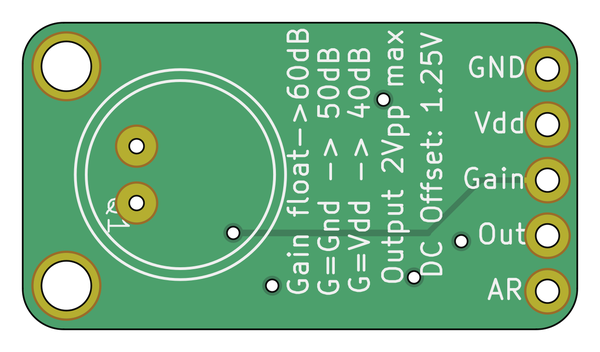 Gain float->60dB
G=Gnd -> 50dB
G=Vdd -> 40dB
Output 2Vpp max
DC Offset: 1.25V
GND
Vdd
Gain
Out
AR